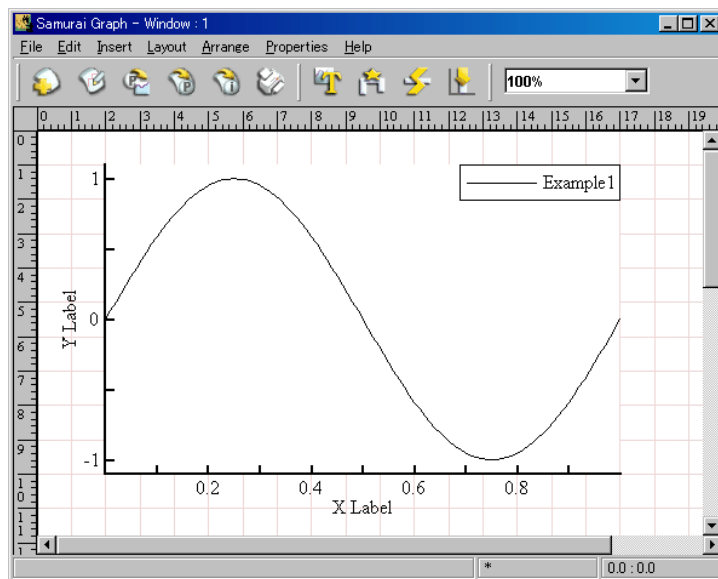 Samurai Graph - Window : 1
File Edit Insert Layout Arrange Properties Help
P P i T 100%
0 1 2 3 4 5 6 7 8 9 10 11 12 13 14 15 16 17 18 19
0
1
2
3
4
5
6
7
8
9
10
11
1
Example 1
1
0
-1
Y Label
0.2 0.4 0.6 0.8
X Label
* 0.0 : 0.0